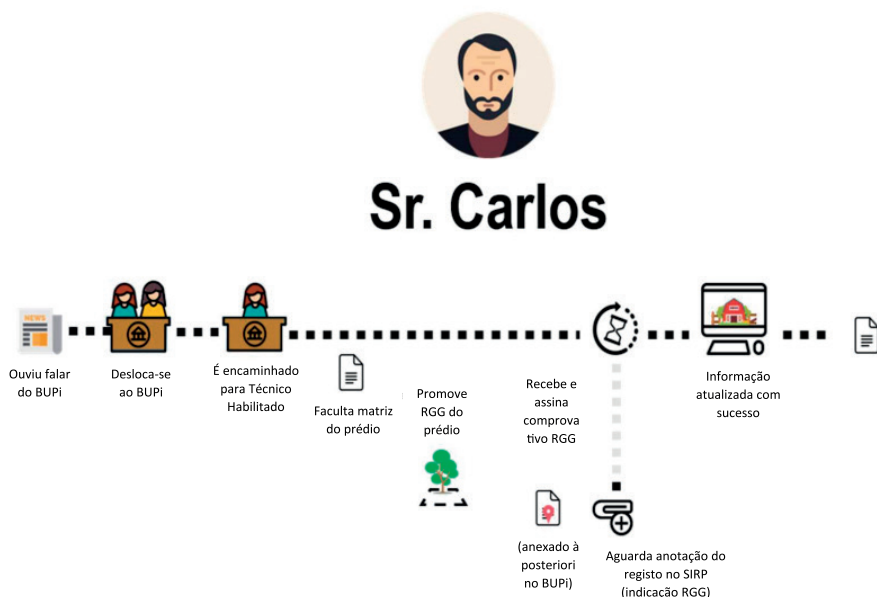 Sr. Carlos
NEWS
Ouviu falar
do BUPi
Desloca-se
ao BUPi
É encaminhado
para Técnico
Habilitado
Faculta matriz
do prédio
Promove
RGG do
prédio
Recebe e
assina
comprova
tivo RGG
Informação
atualizada com
sucesso
(anexado à
posteriori
no BUPi)
Aguarda anotação do
registo no SIRP
(indicação RGG)